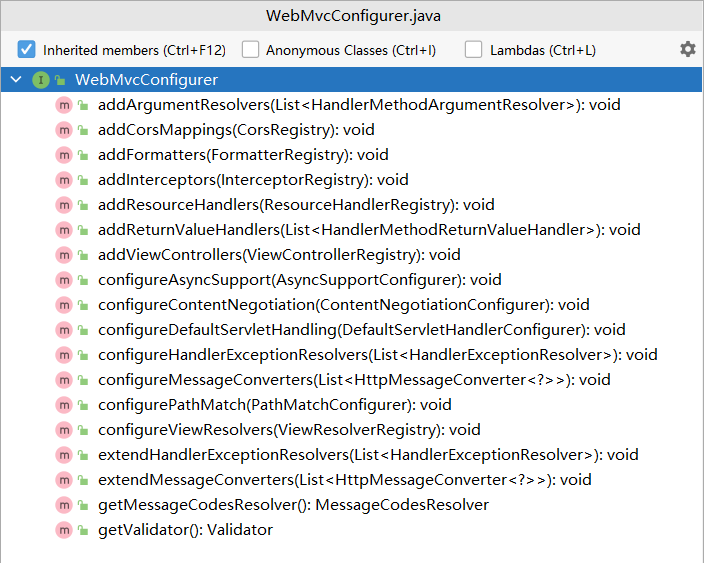 WebMvcConfigurer.java
Inherited members (Ctrl+F12) Anonymous Classes (Ctrl+I) Lambdas (Ctrl+L)
I WebMvcConfigurer
m addArgumentResolvers(List<HandlerMethodArgumentResolver>): void
m addCorsMappings(CorsRegistry): void
m addFormatters(FormatterRegistry): void
m addInterceptors(InterceptorRegistry): void
m addResourceHandlers(ResourceHandlerRegistry): void
m addReturnValueHandlers(List<HandlerMethodReturnValueHandler>): void
m addViewControllers(ViewControllerRegistry): void
m configureAsyncSupport(AsyncSupportConfigurer): void
m configureContentNegotiation(ContentNegotiationConfigurer): void
m configureDefaultServletHandling(DefaultServletHandlerConfigurer): void
m configureHandlerExceptionResolvers(List<HandlerExceptionResolver>): void
m configureMessageConverters(List<HttpMessageConverter<?>>): void
m configurePathMatch(PathMatchConfigurer): void
m configureViewResolvers(ViewResolverRegistry): void
m extendHandlerExceptionResolvers(List<HandlerExceptionResolver>): void
m extendMessageConverters(List<HttpMessageConverter<?>>): void
m getMessageCodesResolver(): MessageCodesResolver
m getValidator(): Validator